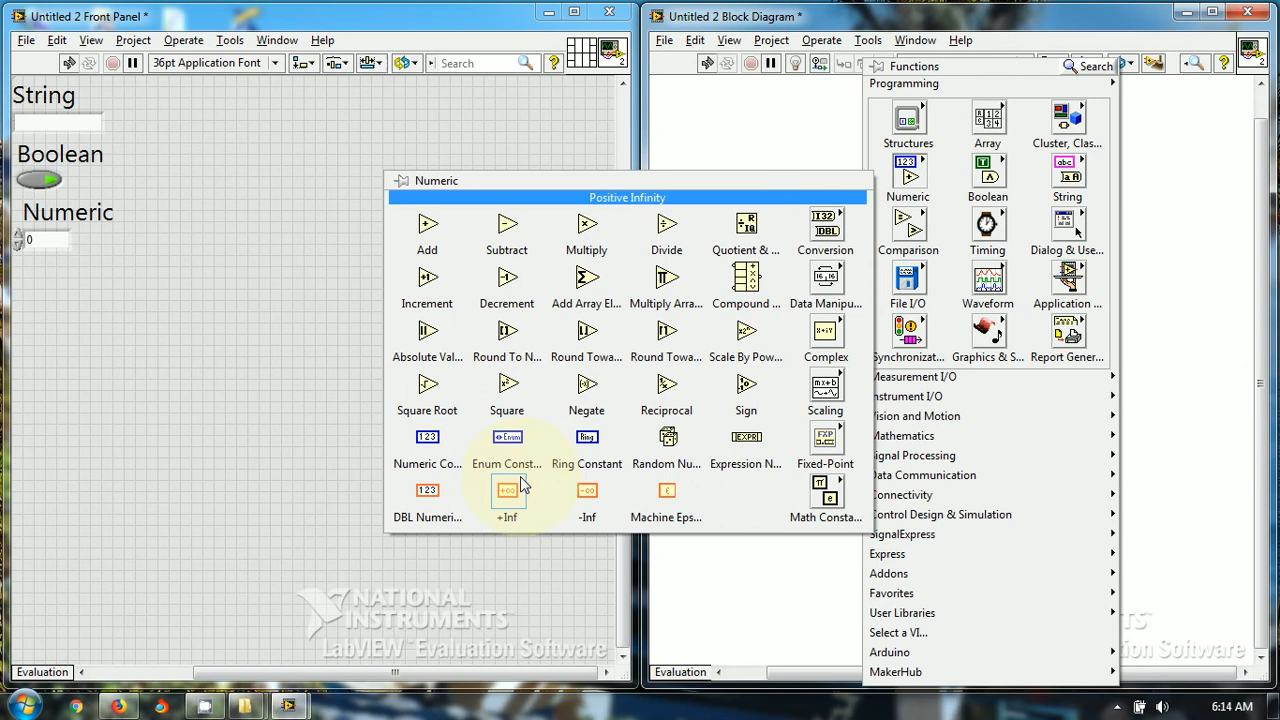 Untitled 2 Front Panel *
File Edit View Project Operate Tools Window Help
36pt Application Font
Search
?
2
String
Boolean
Numeric
0
NATIONAL
INSTRUMENTS
LabVIEW™ Evaluation Software
Evaluation
Untitled 2 Block Diagram *
File Edit View Project Operate Tools Window Help
?
2
Functions
Search
Programming
Structures Array Cluster, Clas...
Numeric Boolean String
Comparison Timing Dialog & Use...
File I/O Waveform Application ...
Synchronizat... Graphics & S... Report Gener...
Measurement I/O
Instrument I/O
Vision and Motion
Mathematics
Signal Processing
Data Communication
Connectivity
Control Design & Simulation
SignalExpress
Express
Addons
Favorites
User Libraries
Select a VI...
Arduino
MakerHub
Numeric
Positive Infinity
Add Subtract Multiply Divide Quotient & ... Conversion
Increment Decrement Add Array El... Multiply Arra... Compound ... Data Manipu...
Absolute Val... Round To N... Round Towa... Round Towa... Scale By Pow... Complex
Square Root Square Negate Reciprocal Sign Scaling
Numeric Co... Enum Const... Ring Constant Random Nu... Expression N... Fixed-Point
DBL Numeri... +Inf -Inf Machine Eps... Math Consta...
Evaluation
Software
6:14 AM